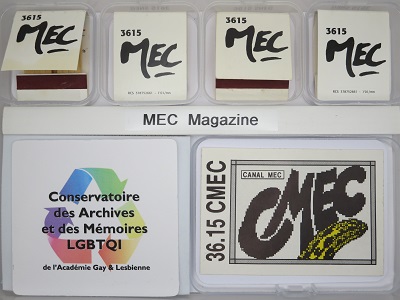 3615
MEC
3615
MEC
3615
MEC
3615
MEC
MEC Magazine
Conservatoire
des Archives
et des Mémoires
LGBTQI
de l'Académie Gay & Lesbienne
36.15 CMEC
CANAL MEC
CMEC